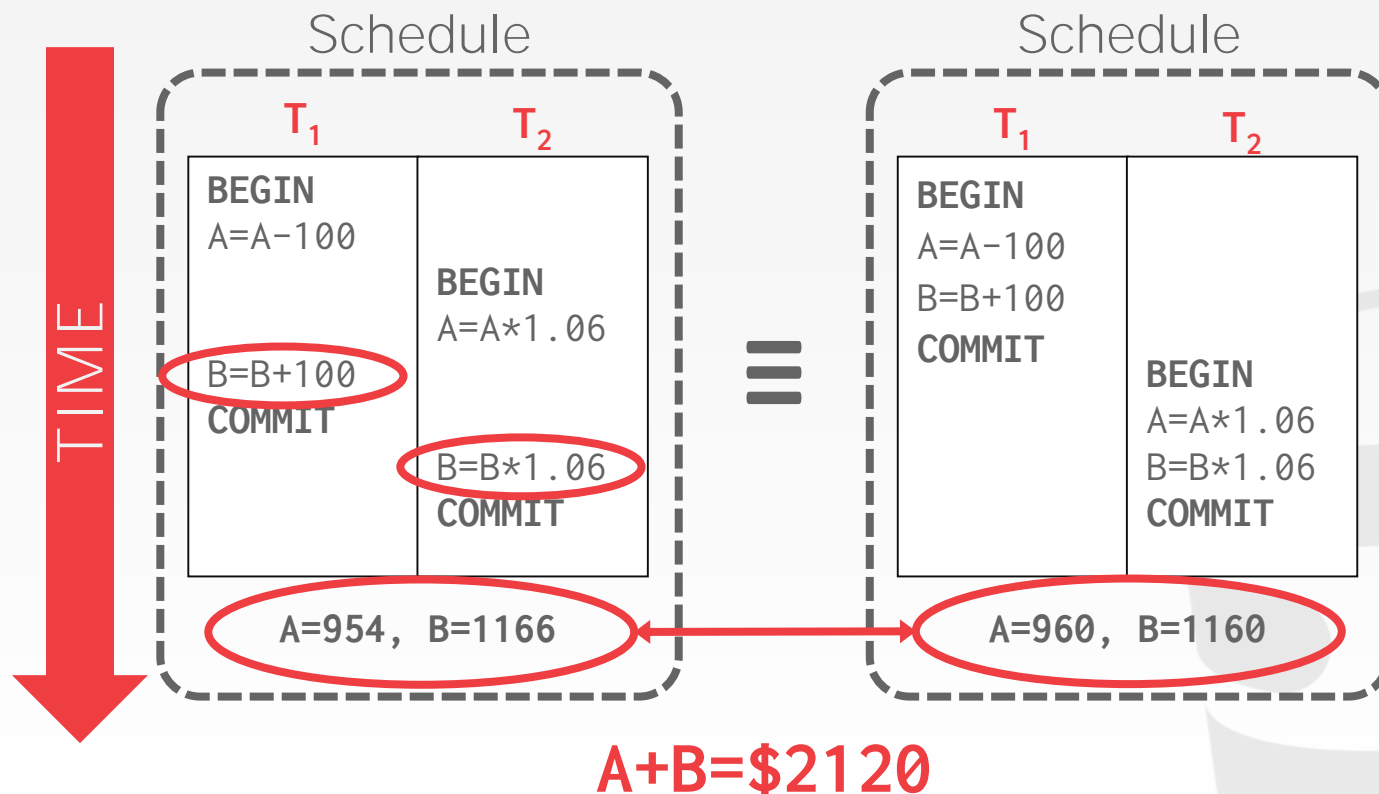 Schedule
T1 T2
BEGIN
A=A-100
BEGIN
A=A*1.06
B=B+100
COMMIT
B=B*1.06
COMMIT
A=954, B=1166
TIME
≡
Schedule
T1 T2
BEGIN
A=A-100
B=B+100
COMMIT
BEGIN
A=A*1.06
B=B*1.06
COMMIT
A=960, B=1160
A+B=$2120